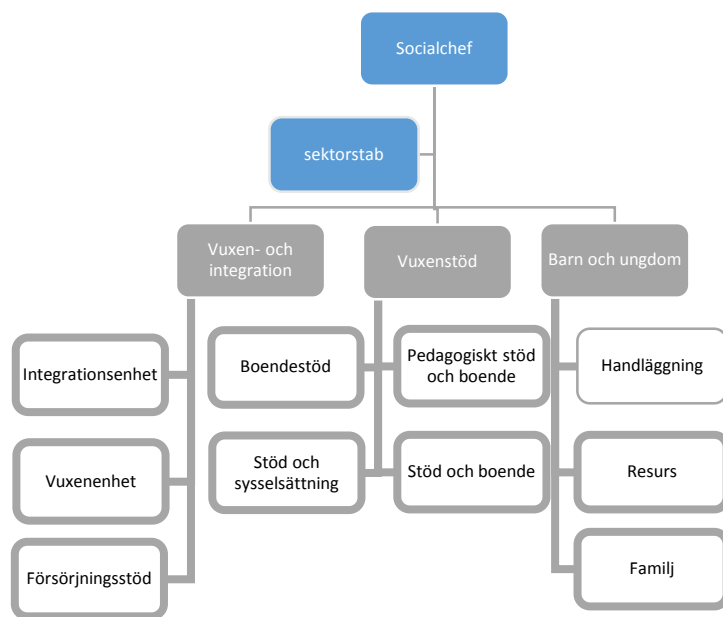 Socialchef
sektorstab
Vuxen- och
integration
Vuxenstöd
Barn och ungdom
Integrationsenhet
Vuxenenhet
Försörjningsstöd
Boendestöd
Stöd och
sysselsättning
Pedagogiskt stöd
och boende
Stöd och boende
Handläggning
Resurs
Familj